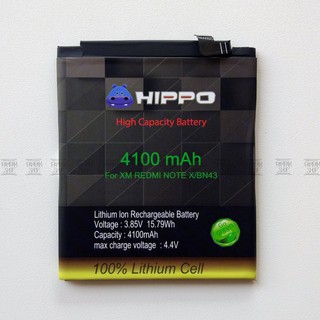 HIPPO
High Capacity Battery
4100 mAh
For XM REDMI NOTE X/BN43
Lithium Ion Rechargeable Battery
Nominal : 3.85V 15.79Wh
Capacity : 4100mAh
max charge voltage : 4.4V
100% Lithium Cell